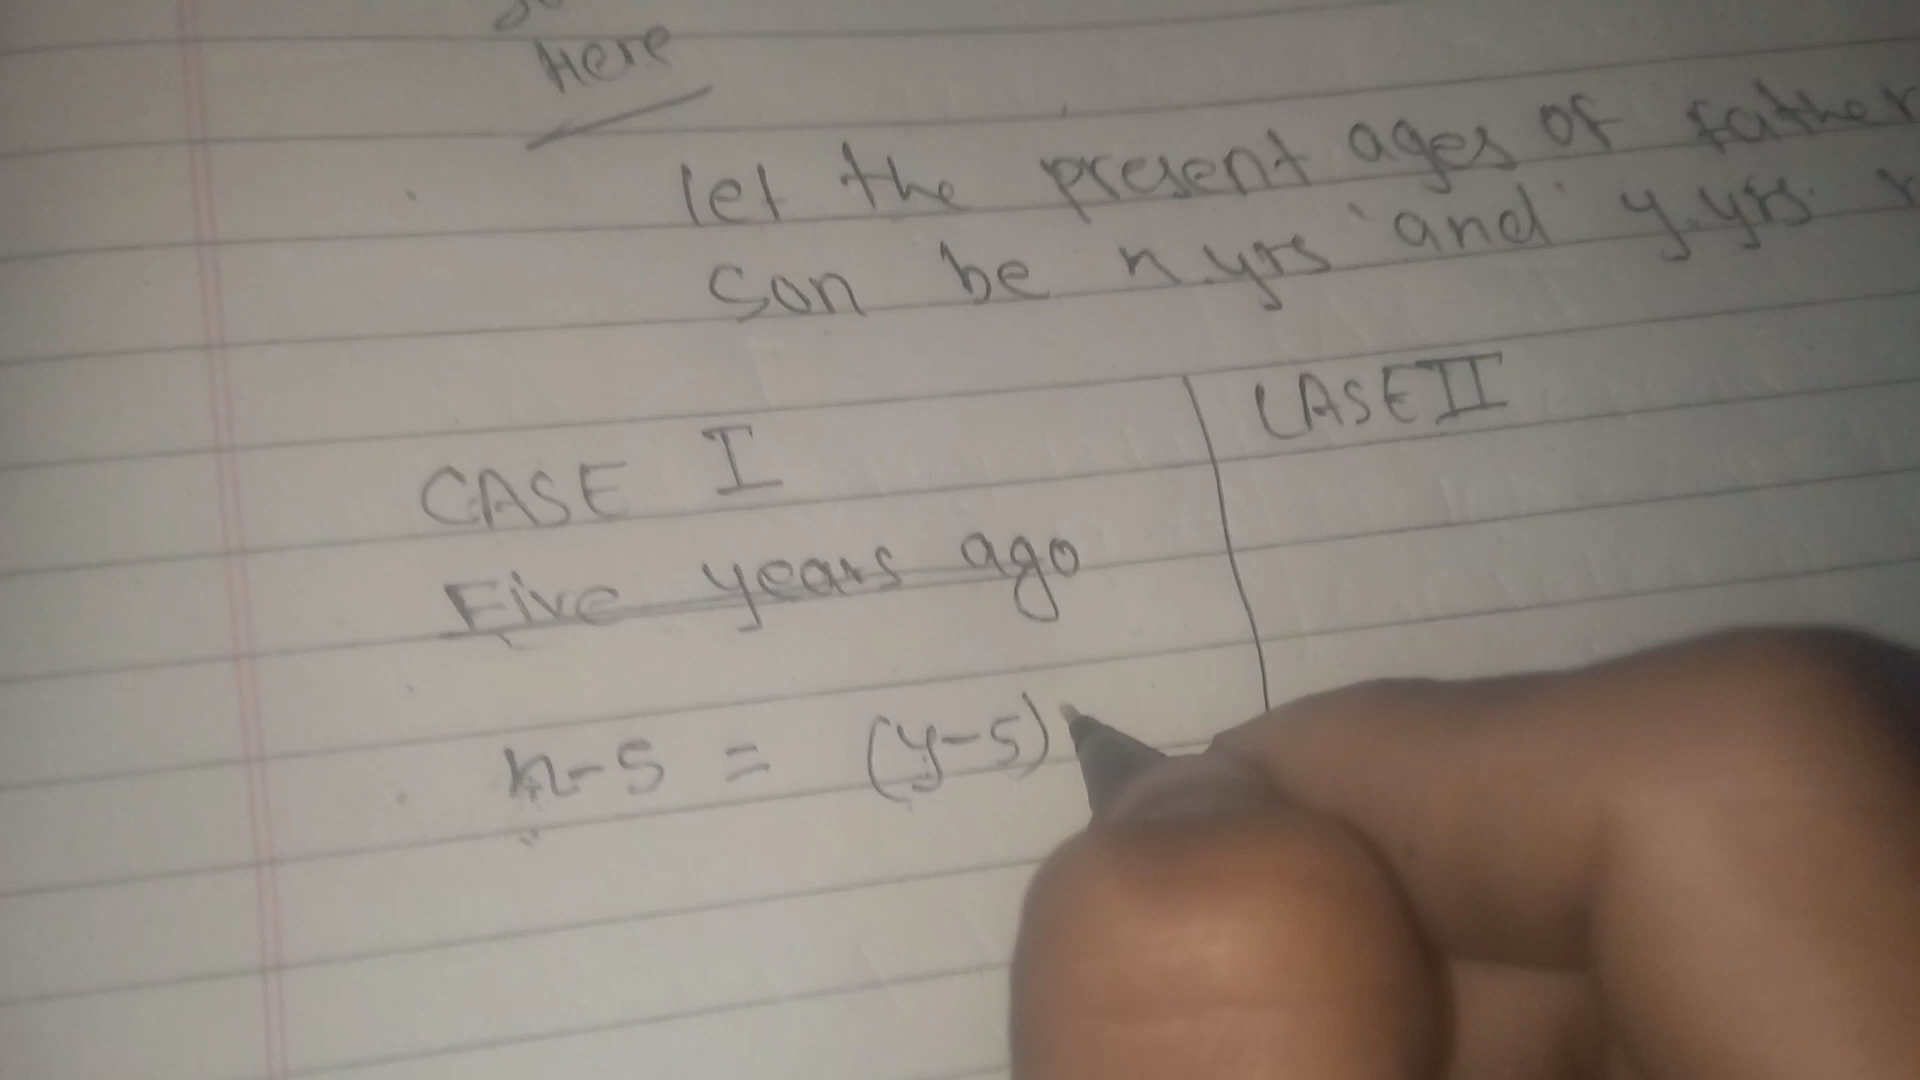 Here
let the present ages of father
son be x yrs and y yrs
CASE I
CASE II
Five years ago
x-5 = (y-5)